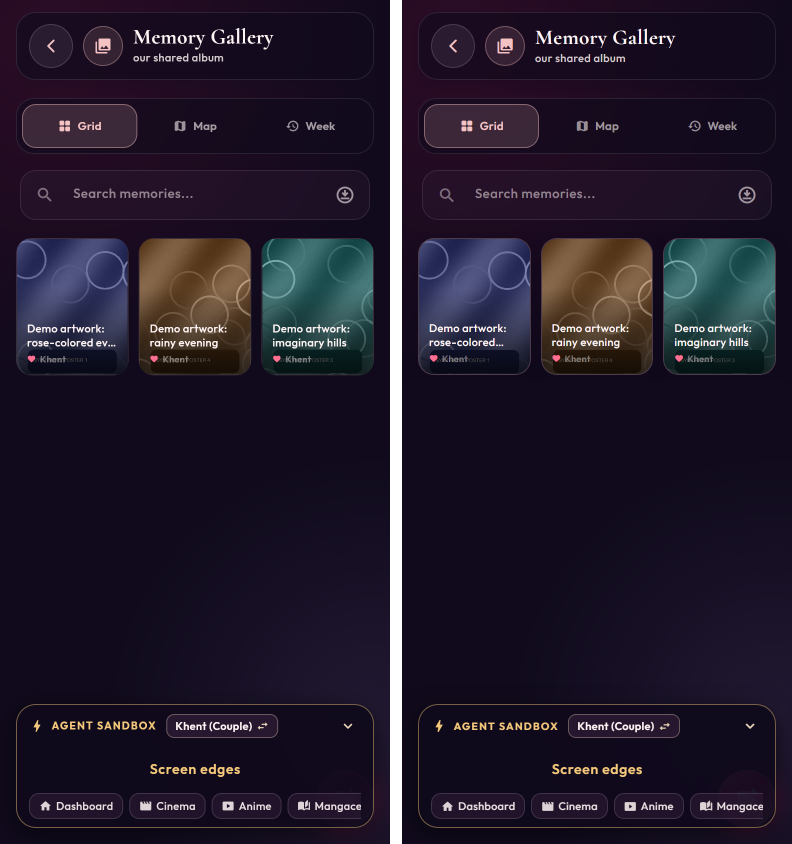 Memory Gallery
our shared album
Grid Map Week
Search memories...
Demo artwork:
rose-colored ev...
Khent
Demo artwork:
rainy evening
Khent
Demo artwork:
imaginary hills
Khent
AGENT SANDBOX Khent (Couple)
Screen edges
Dashboard Cinema Anime Mangace
Memory Gallery
our shared album
Grid Map Week
Search memories...
Demo artwork:
rose-colored...
Khent
Demo artwork:
rainy evening
Khent
Demo artwork:
imaginary hills
Khent
AGENT SANDBOX Khent (Couple)
Screen edges
Dashboard Cinema Anime Mangace